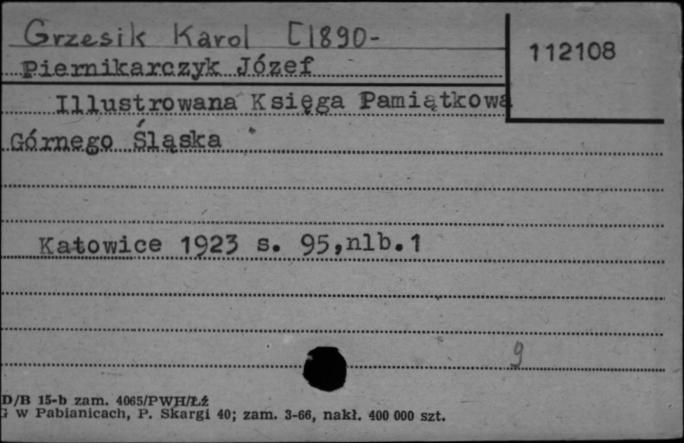 Grzesik Karol [1890-
112108
Piernikarczyk Józef
Illustrowana Księga Pamiątkowa
Górnego Śląska
Katowice 1923 s. 95,nlb.1
9
D/B 15-b zam. 4065/PWH/Łź
G w Pabianicach, P. Skargi 40; zam. 3-66, nakł. 400 000 szt.